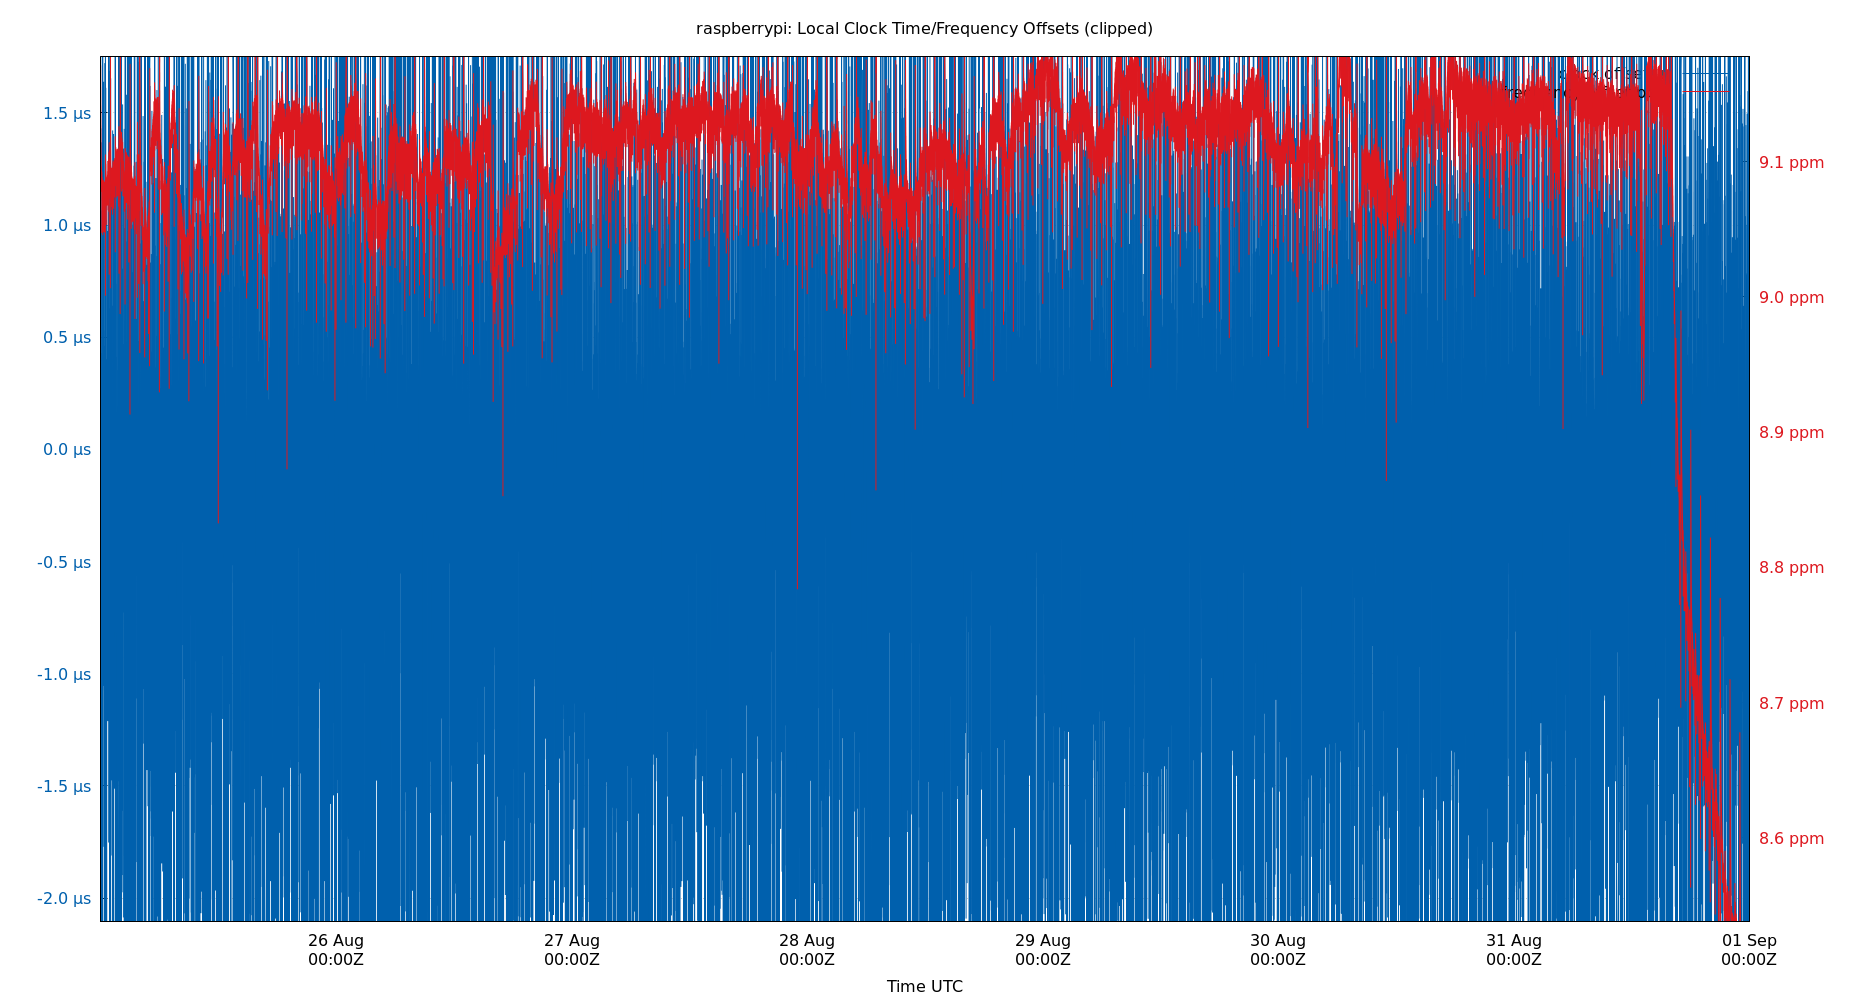 raspberrypi: Local Clock Time/Frequency Offsets (clipped)
1.5 µs
1.0 µs
0.5 µs
0.0 µs
-0.5 µs
-1.0 µs
-1.5 µs
-2.0 µs
9.1 ppm
9.0 ppm
8.9 ppm
8.8 ppm
8.7 ppm
8.6 ppm
26 Aug
00:00Z
27 Aug
00:00Z
28 Aug
00:00Z
29 Aug
00:00Z
30 Aug
00:00Z
31 Aug
00:00Z
01 Sep
00:00Z
Time UTC